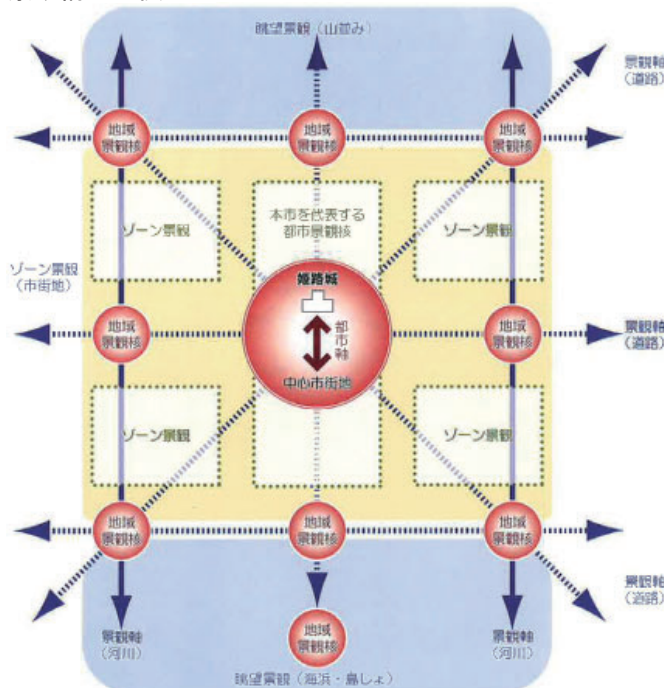 眺望景観（山並み）
景観軸
（道路）
地域
景観核
地域
景観核
地域
景観核
ゾーン景観
本市を代表する
都市景観核
ゾーン景観
ゾーン景観
（市街地）
姫路城
都市軸
中心市街地
地域
景観核
地域
景観核
景観軸
（道路）
ゾーン景観
ゾーン景観
地域
景観核
地域
景観核
地域
景観核
景観軸
（道路）
景観軸
（河川）
地域
景観核
景観軸
（河川）
眺望景観（海浜・島しょ）